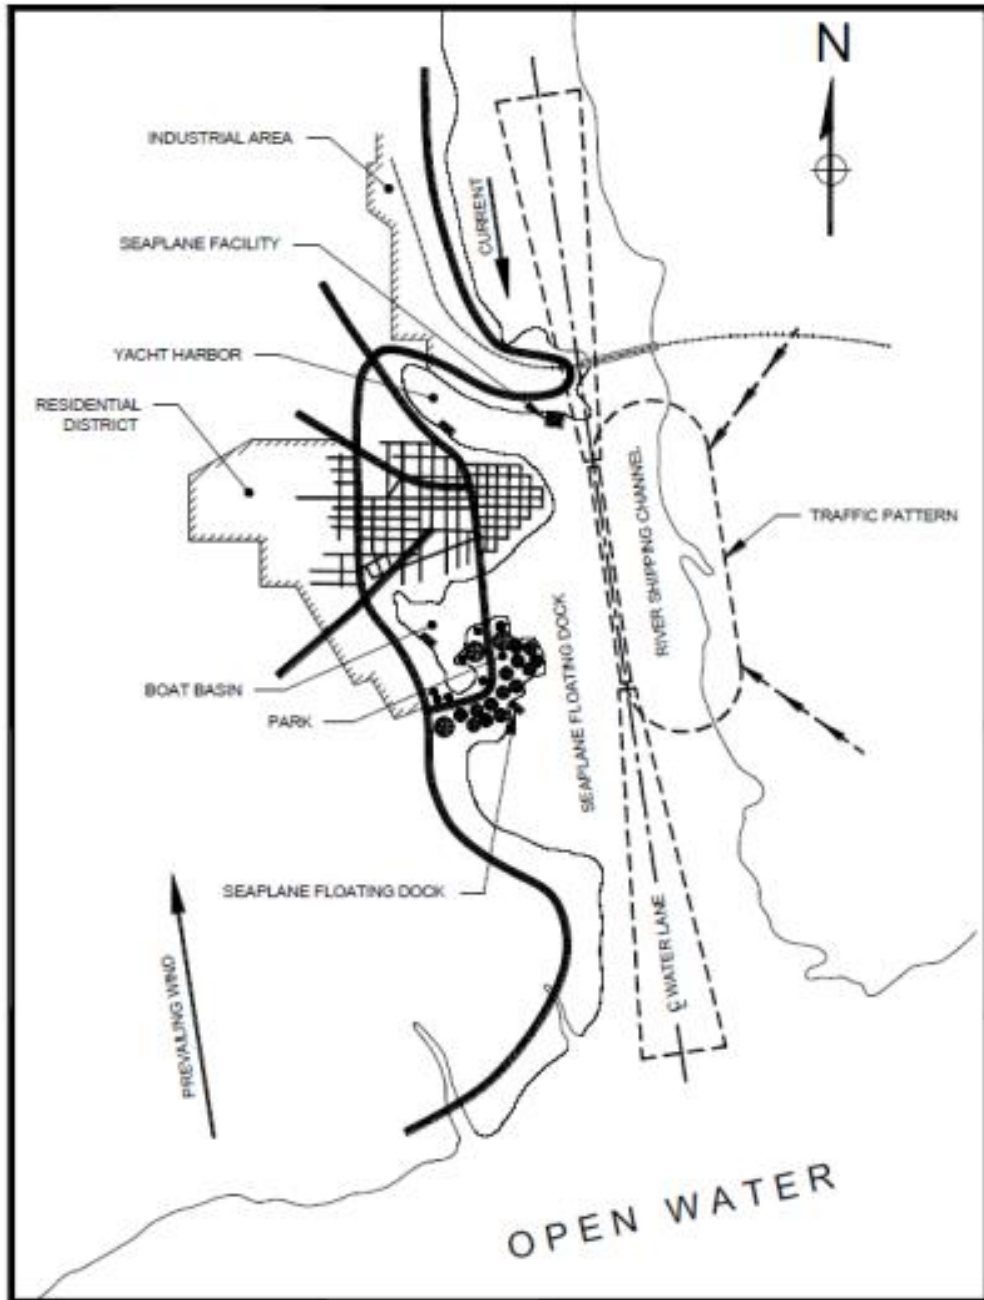 N
INDUSTRIAL AREA
CURRENT
SEAPLANE FACILITY
YACHT HARBOR
RESIDENTIAL
DISTRICT
RIVER SHIPPING CHANNEL
TRAFFIC PATTERN
SEAPLANE FLOATING DOCK
BOAT BASIN
PARK
SEAPLANE FLOATING DOCK
℄ WATER LANE
PREVAILING WIND
OPEN WATER